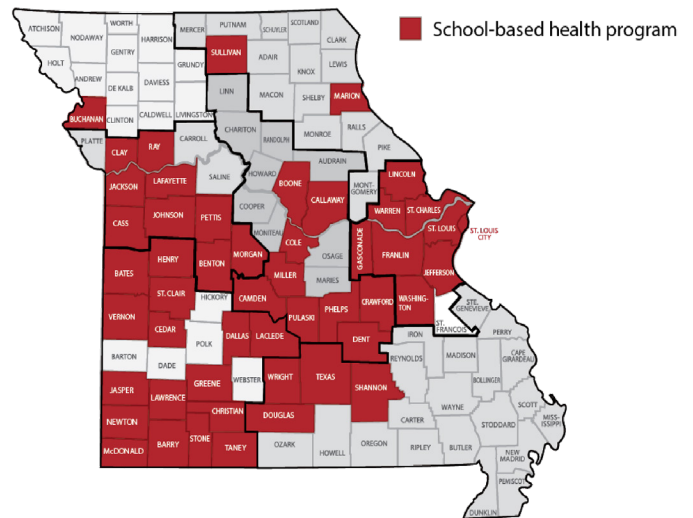 School-based health program
ATCHISON
NODAWAY
WORTH
HARRISON
MERCER
PUTNAM
SCHUYLER
SCOTLAND
CLARK
HOLT
GENTRY
SULLIVAN
ADAIR
KNOX
LEWIS
ANDREW
DE KALB
DAVIESS
GRUNDY
LINN
MACON
SHELBY
MARION
BUCHANAN
CLINTON
CALDWELL
LIVINGSTON
CHARITON
RANDOLPH
MONROE
RALLS
PIKE
PLATTE
CLAY
RAY
CARROLL
SALINE
HOWARD
BOONE
AUDRAIN
CALLAWAY
MONT-
GOMERY
LINCOLN
JACKSON
LAFAYETTE
COOPER
WARREN
ST. CHARLES
CASS
JOHNSON
PETTIS
MONITEAU
COLE
OSAGE
GASCONADE
FRANLIN
ST. LOUIS
ST. LOUIS
CITY
JEFFERSON
BATES
HENRY
BENTON
MORGAN
MILLER
MARIES
ST. CLAIR
HICKORY
CAMDEN
PULASKI
PHELPS
CRAWFORD
WASHING-
TON
ST.
FRANCOIS
STE.
GENEVIEVE
VERNON
CEDAR
POLK
DALLAS
LACLEDE
DENT
IRON
PERRY
BARTON
DADE
GREENE
WEBSTER
WRIGHT
TEXAS
SHANNON
REYNOLDS
MADISON
BOLLINGER
CAPE
GIRARDEAU
JASPER
LAWRENCE
CHRISTIAN
DOUGLAS
CARTER
WAYNE
STODDARD
SCOTT
MISS-
ISSIPPI
NEWTON
McDONALD
BARRY
STONE
TANEY
OZARK
HOWELL
OREGON
RIPLEY
BUTLER
NEW
MADRID
PEMISCOT
DUNKLIN